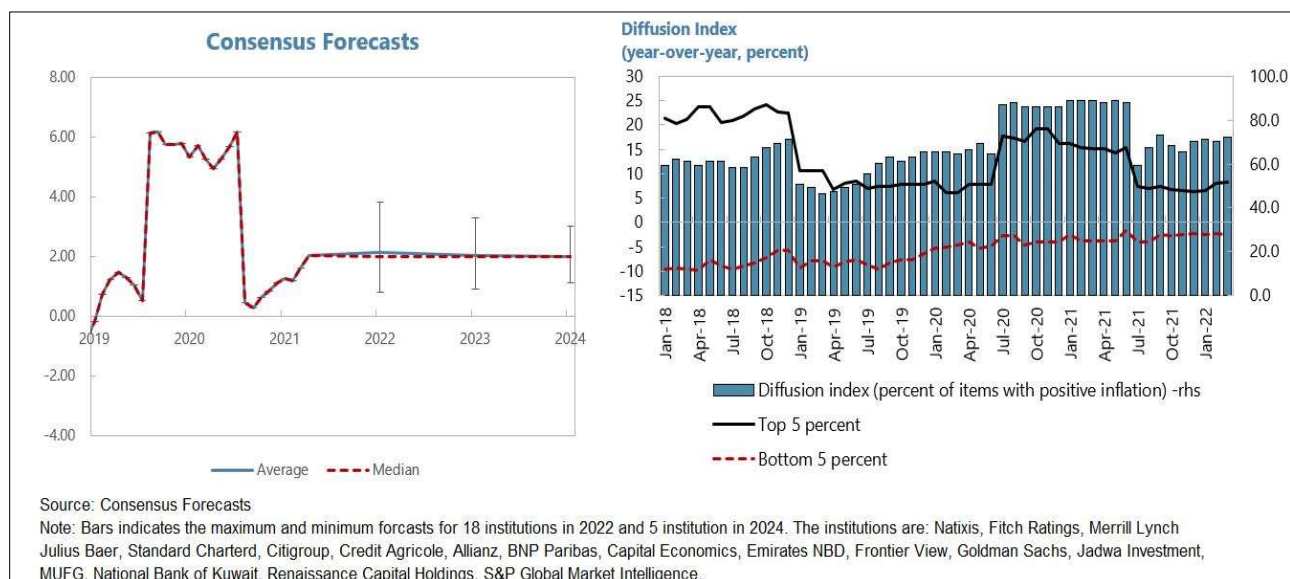 Consensus Forecasts
8.00
6.00
4.00
2.00
0.00
-2.00
-4.00
2019 2020 2021 2022 2023 2024
Average Median
Diffusion Index
(year-over-year, percent)
30 100.0
25
20 80.0
15
10 60.0
5
0 40.0
-5
-10 20.0
-15 0.0
Jan-18 Apr-18 Jul-18 Oct-18 Jan-19 Apr-19 Jul-19 Oct-19 Jan-20 Apr-20 Jul-20 Oct-20 Jan-21 Apr-21 Jul-21 Oct-21 Jan-22
Diffusion index (percent of items with positive inflation) -rhs
Top 5 percent
Bottom 5 percent
Source: Consensus Forecasts
Note: Bars indicates the maximum and minimum forcasts for 18 institutions in 2022 and 5 institution in 2024. The institutions are: Natixis, Fitch Ratings, Merrill Lynch
Julius Baer, Standard Charterd, Citigroup, Credit Agricole, Allianz, BNP Paribas, Capital Economics, Emirates NBD, Frontier View, Goldman Sachs, Jadwa Investment,
MUFG, National Bank of Kuwait, Renaissance Capital Holdings, S&P Global Market Intelligence.